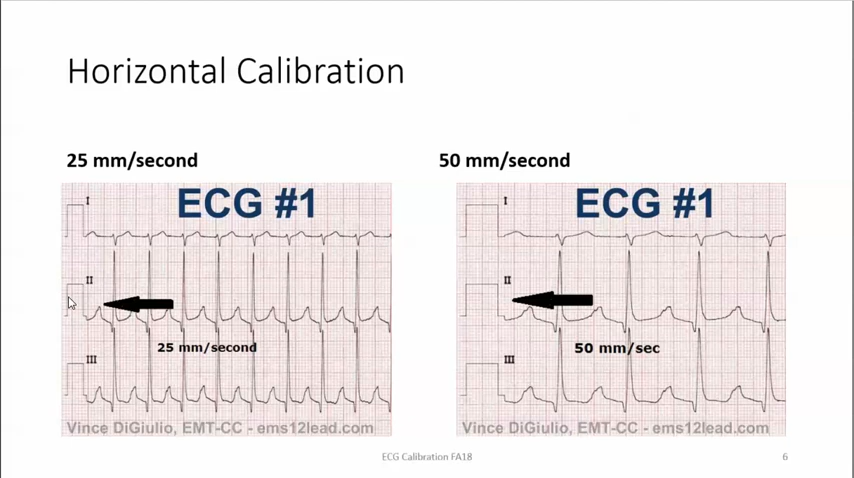 Horizontal Calibration
25 mm/second
50 mm/second
ECG #1
I
II
25 mm/second
III
Vince DiGiulio, EMT-CC - ems12lead.com
ECG #1
I
II
50 mm/sec
III
Vince DiGiulio, EMT-CC - ems12lead.com
ECG Calibration FA18
6